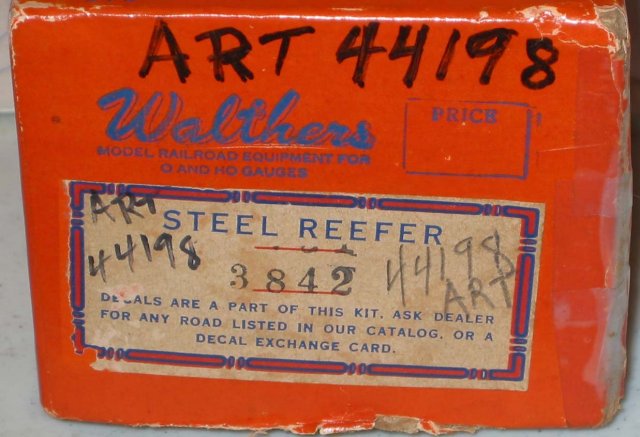 ART 44198
Walthers
PRICE
MODEL RAILROAD EQUIPMENT FOR
O AND HO GAUGES
ART
44198
STEEL REEFER
3842
44198
ART
DECALS ARE A PART OF THIS KIT. ASK DEALER
FOR ANY ROAD LISTED IN OUR CATALOG, OR A
DECAL EXCHANGE CARD.